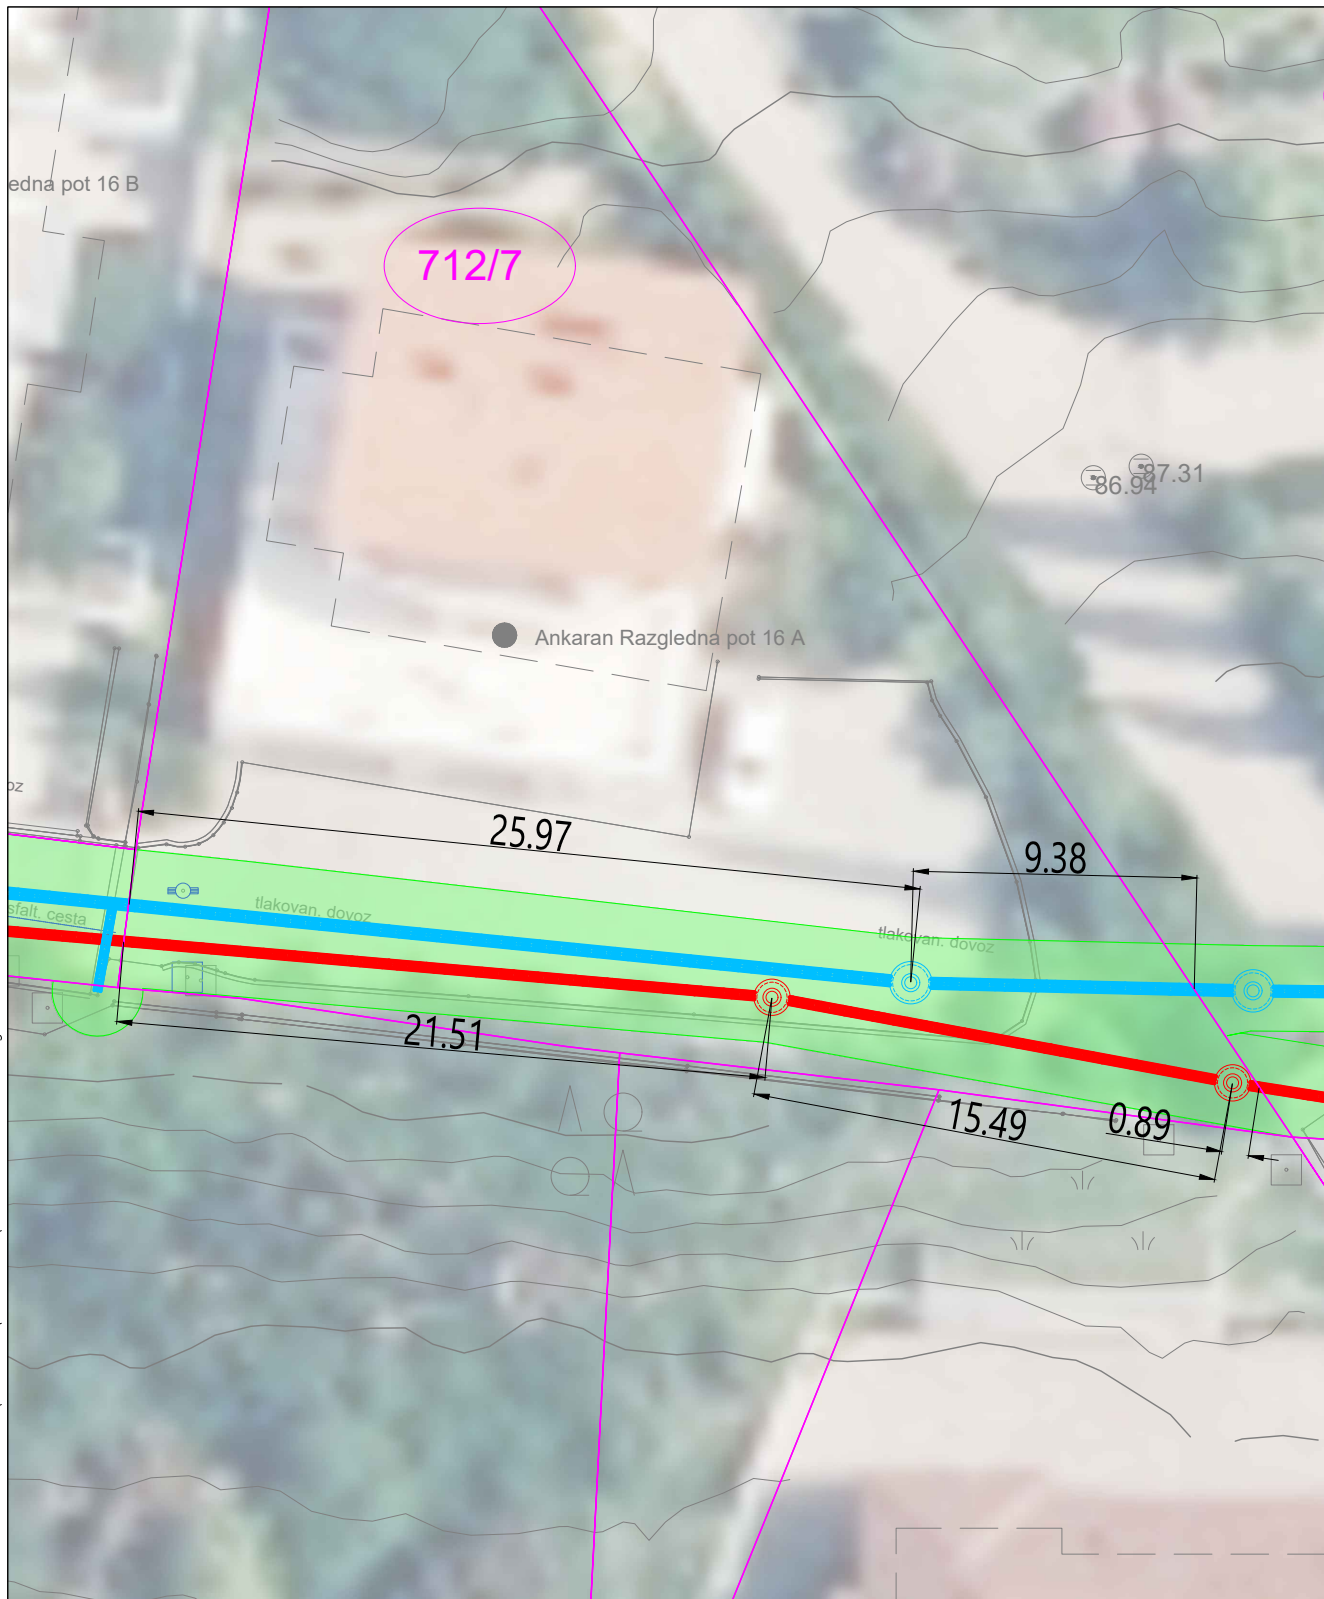 edna pot 16 B
712/7
87.31
86.94
Ankaran Razgledna pot 16 A
oz
25.97
9.38
sfalt. cesta
tlakovan. dovoz
tlakovan. dovoz
21.51
15.49
0.89